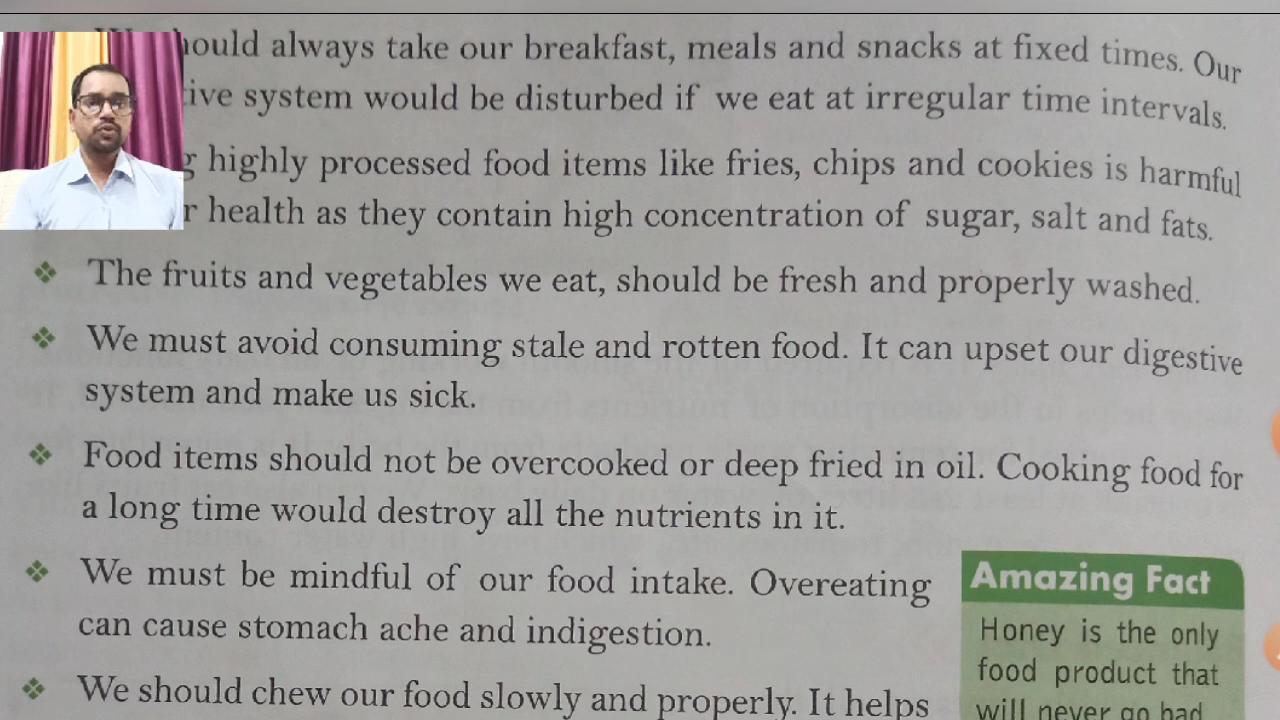 should always take our breakfast, meals and snacks at fixed times. Our
ive system would be disturbed if we eat at irregular time intervals.
g highly processed food items like fries, chips and cookies is harmful
r health as they contain high concentration of sugar, salt and fats.
❖ The fruits and vegetables we eat, should be fresh and properly washed.
❖ We must avoid consuming stale and rotten food. It can upset our digestive
system and make us sick.
❖ Food items should not be overcooked or deep fried in oil. Cooking food for
a long time would destroy all the nutrients in it.
❖ We must be mindful of our food intake. Overeating
can cause stomach ache and indigestion.
❖ We should chew our food slowly and properly. It helps
Amazing Fact
Honey is the only
food product that
will never go bad